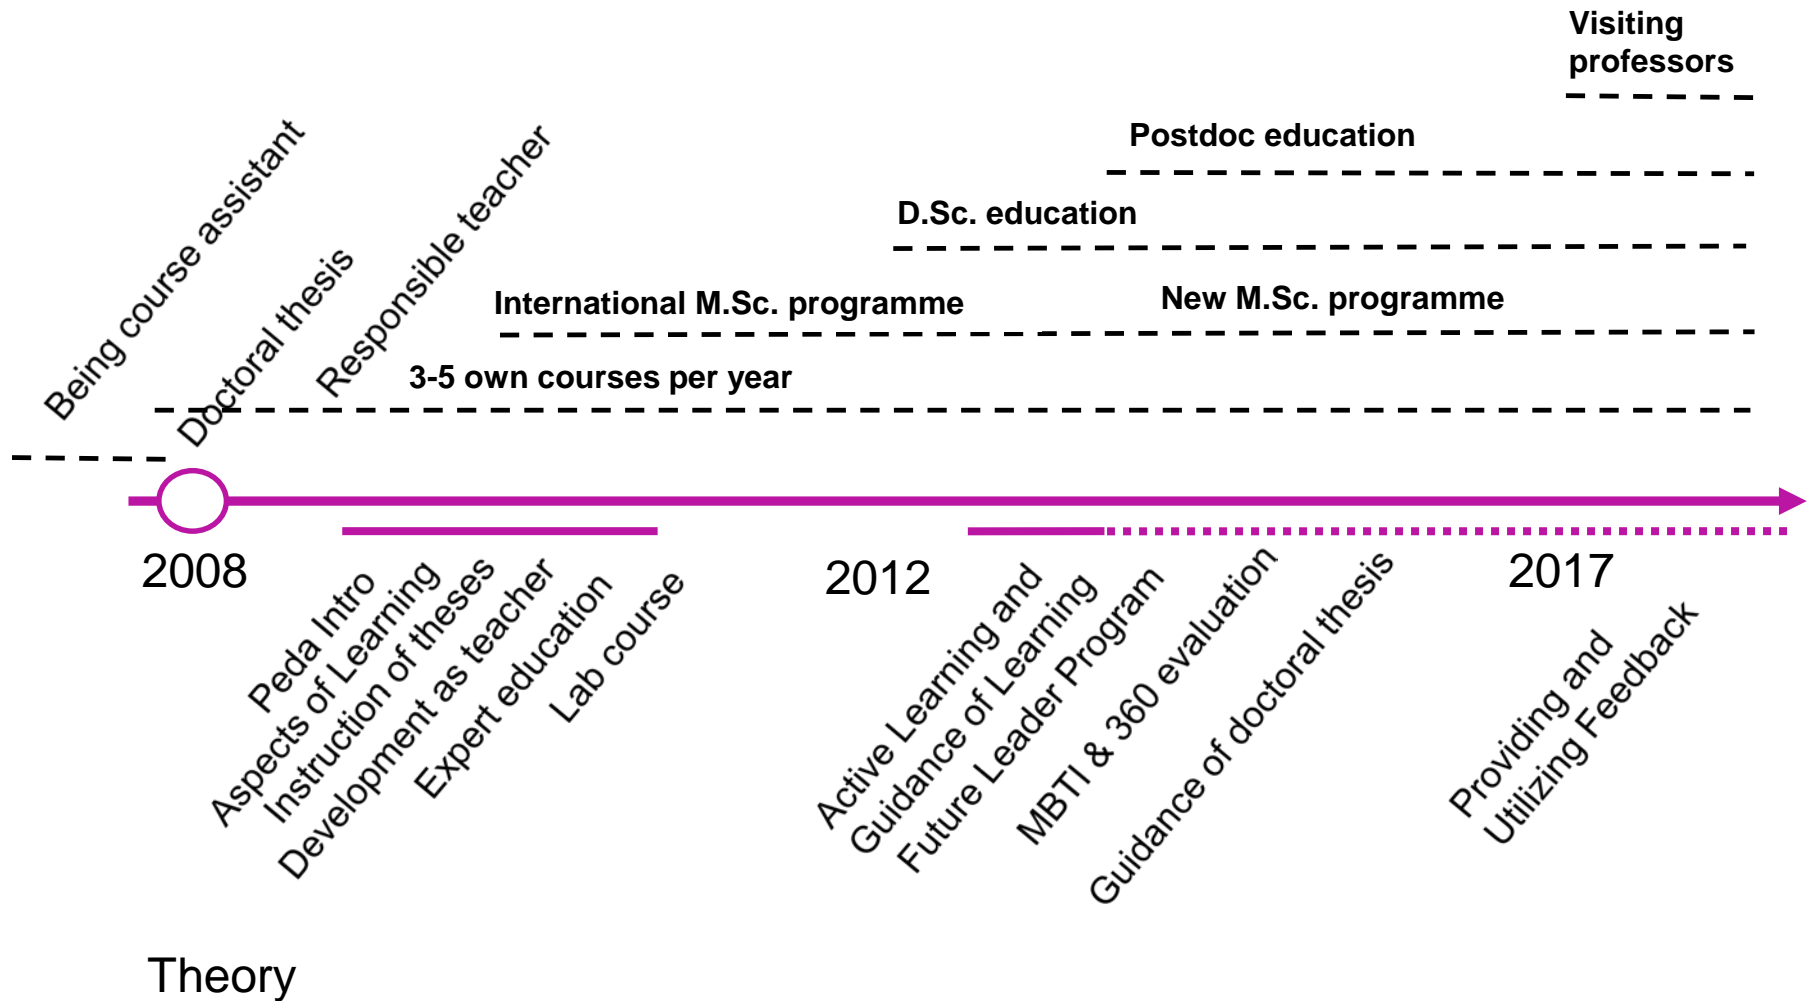 Visiting
professors
Postdoc education
D.Sc. education
International M.Sc. programme
New M.Sc. programme
3-5 own courses per year
Being course assistant
Doctoral thesis
Responsible teacher
2008
2012
2017
Peda Intro
Aspects of Learning
Instruction of theses
Development as teacher
Expert education
Lab course
Active Learning and
Guidance of Learning
Future Leader Program
MBTI & 360 evaluation
Guidance of doctoral thesis
Providing and
Utilizing Feedback
Theory